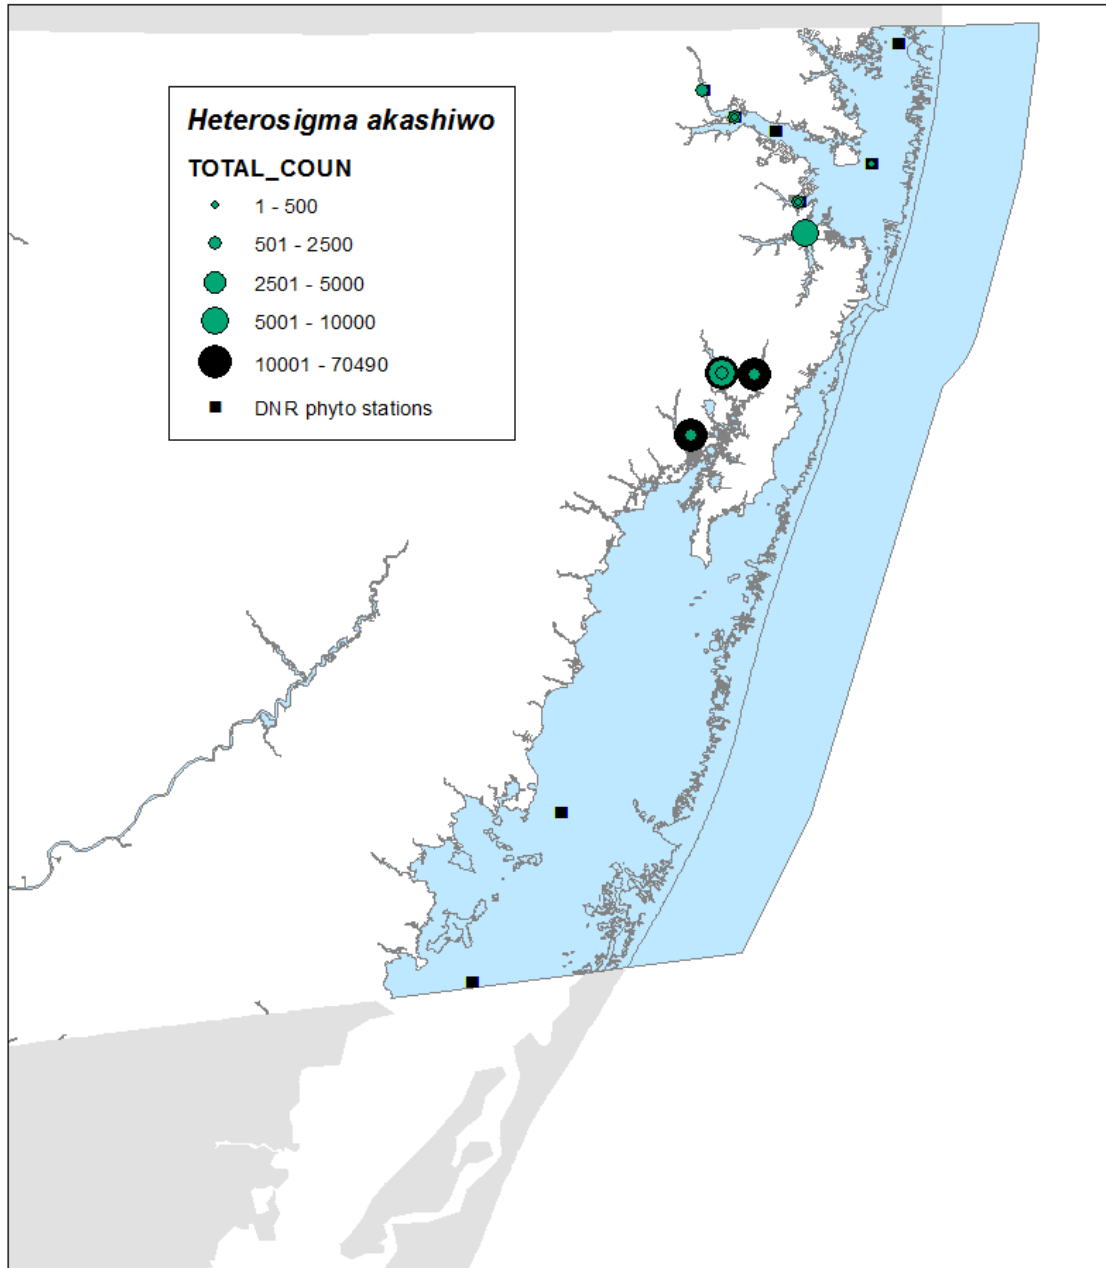 Heterosigma akashiwo
TOTAL_COUN
1 - 500
501 - 2500
2501 - 5000
5001 - 10000
10001 - 70490
DNR phyto stations